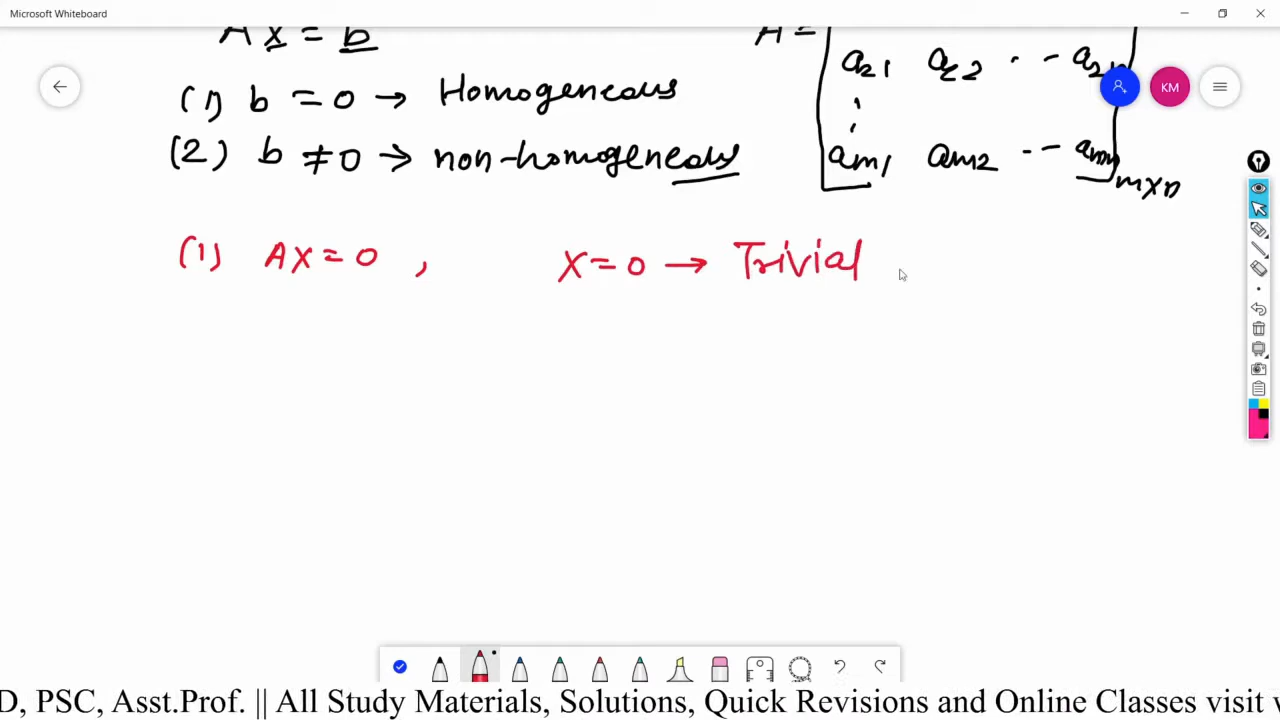 Microsoft Whiteboard
Ax = b
A =
a21 a22 . -- a2n
(1) b = 0 → Homogeneous
(2) b ≠ 0 → non-homogeneous
am1 am2 -- amn
mxn
KM
(1) AX = 0 , X = 0 → Trivial
D, PSC, Asst.Prof. || All Study Materials, Solutions, Quick Revisions and Online Classes visit